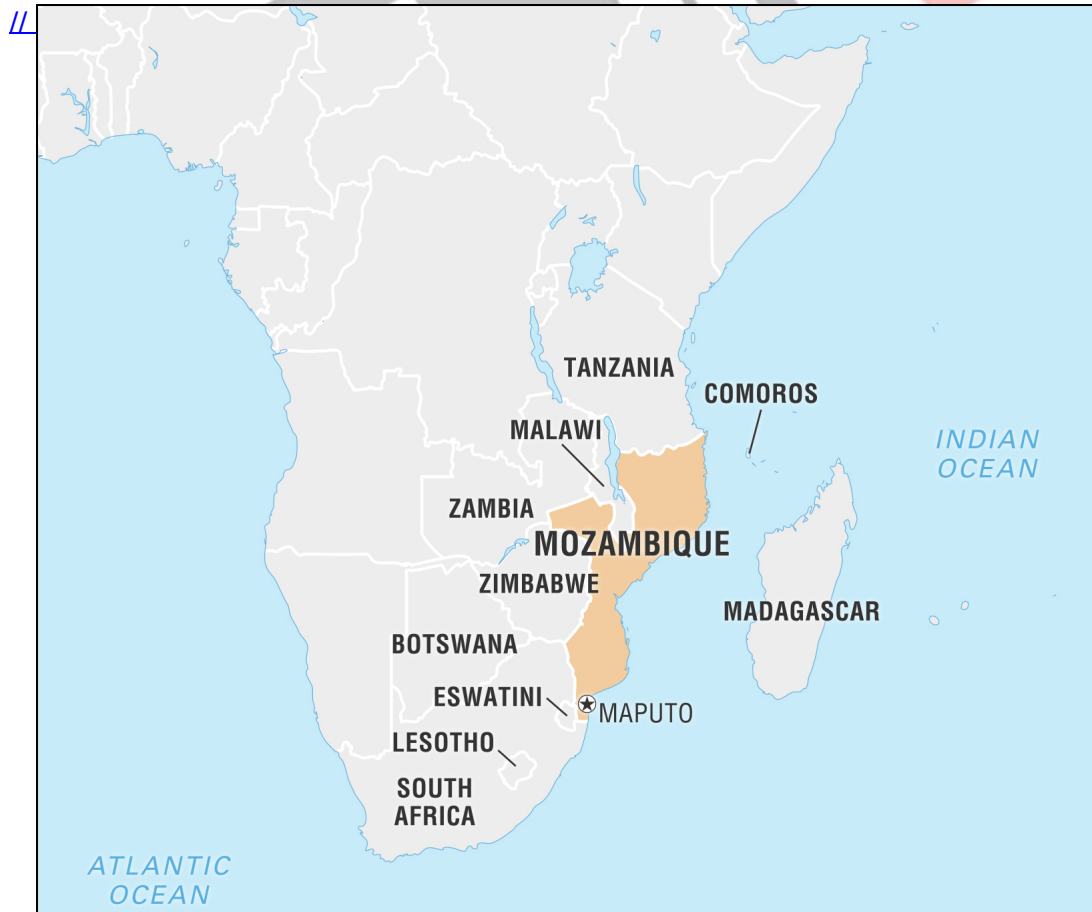 //
TANZANIA
COMOROS
MALAWI
INDIAN
OCEAN
ZAMBIA
MOZAMBIQUE
ZIMBABWE
MADAGASCAR
BOTSWANA
ESWATINI
MAPUTO
LESOTHO
SOUTH
AFRICA
ATLANTIC
OCEAN